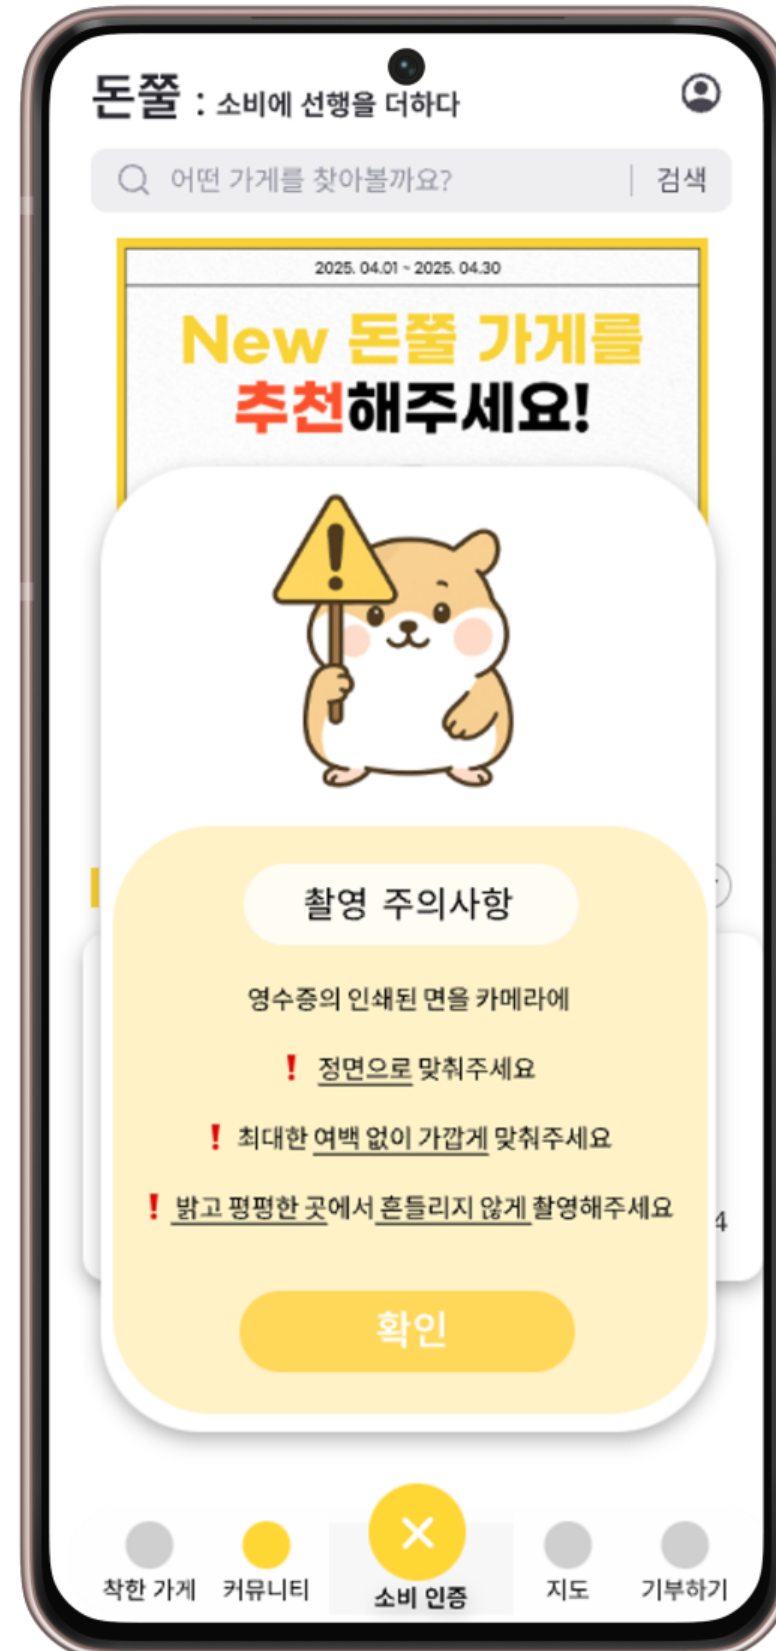 돈쭐 : 소비에 선행을 더하다
어떤 가게를 찾아볼까요? 검색
2025. 04.01 ~ 2025. 04.30
New 돈쭐 가게를
추천해주세요!
촬영 주의사항
영수증의 인쇄된 면을 카메라에
! 정면으로 맞춰주세요
! 최대한 여백 없이 가깝게 맞춰주세요
! 밝고 평평한 곳에서 흔들리지 않게 촬영해주세요
4
확인
착한 가게 커뮤니티 소비 인증 지도 기부하기